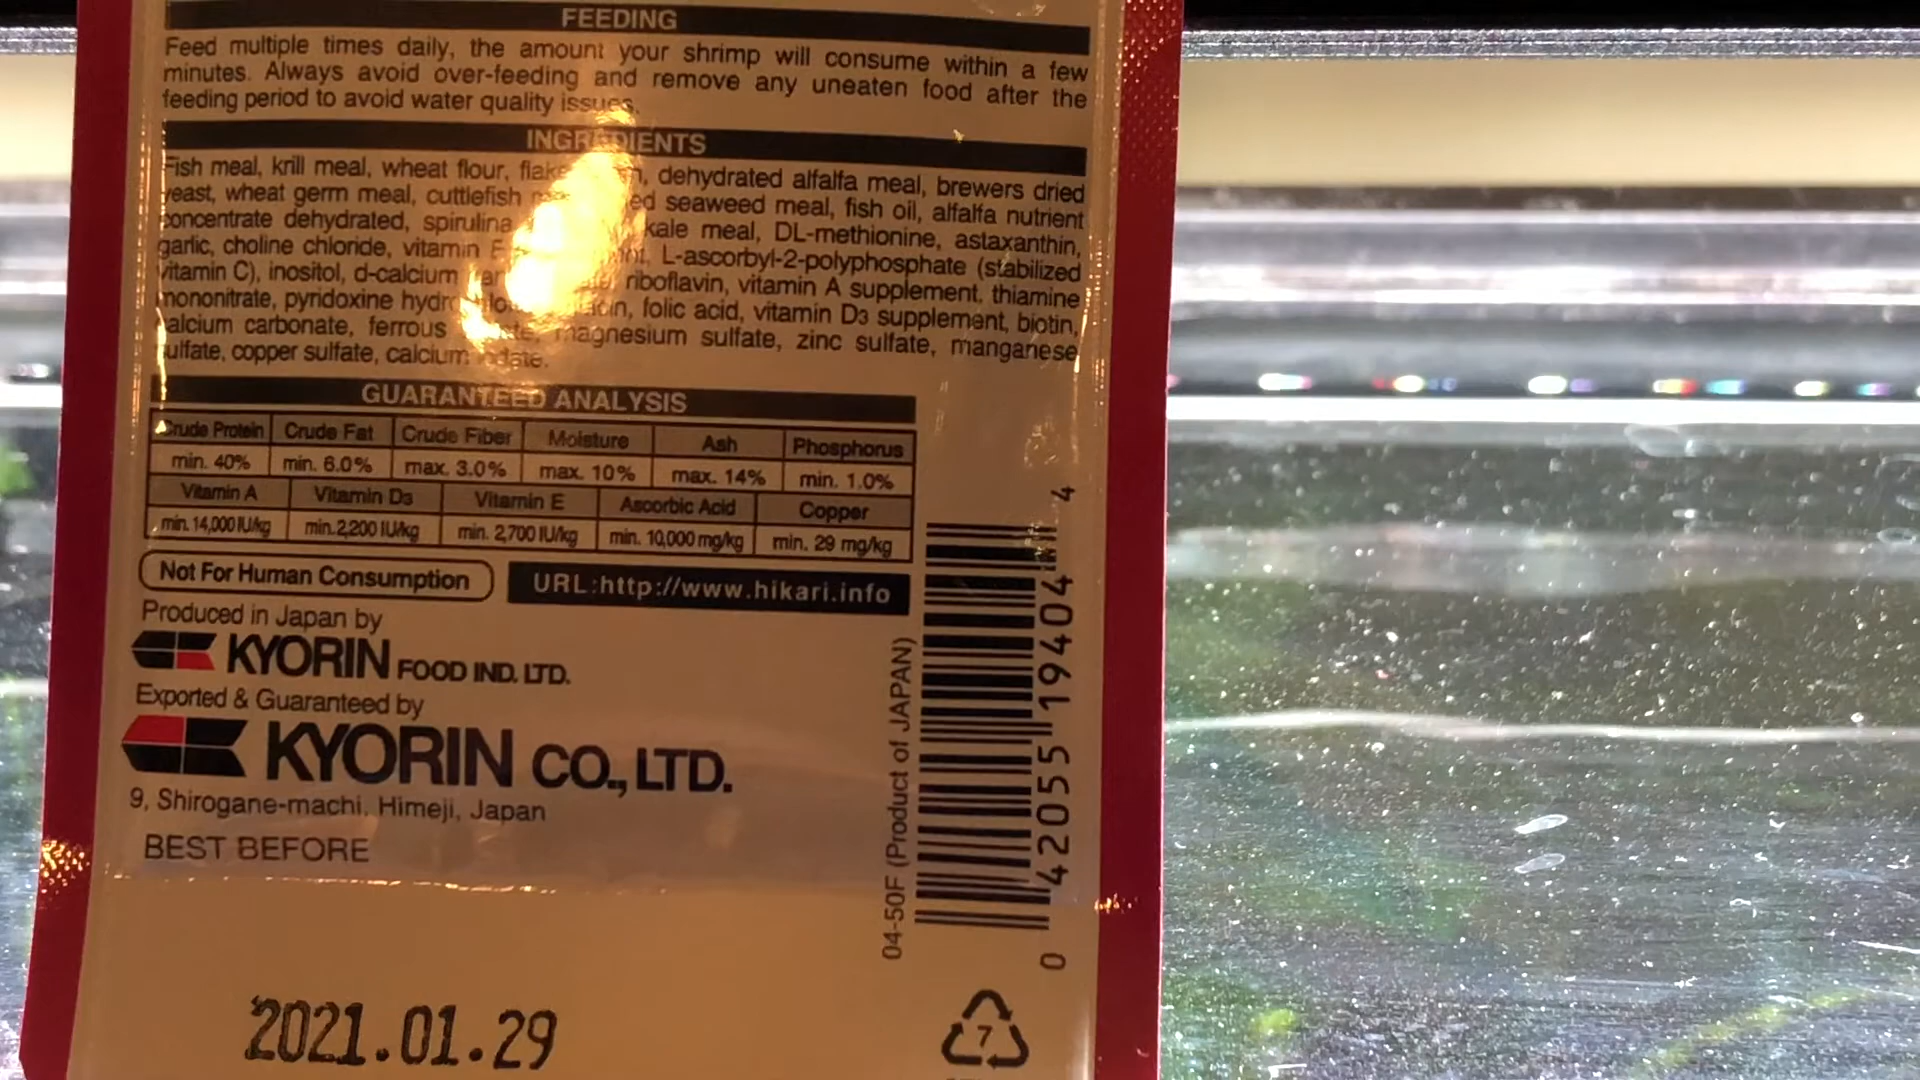 FEEDING
Feed multiple times daily, the amount your shrimp will consume within a few
minutes. Always avoid over-feeding and remove any uneaten food after the
feeding period to avoid water quality issues.
INGREDIENTS
Fish meal, krill meal, wheat flour, dehydrated alfalfa meal, brewers dried
yeast, wheat germ meal, cuttlefish seaweed meal, fish oil, alfalfa nutrient
concentrate dehydrated, spirulina kale meal, DL-methionine, astaxanthin,
garlic, choline chloride, vitamin E L-ascorbyl-2-polyphosphate (stabilized
vitamin C), inositol, d-calcium riboflavin, vitamin A supplement, thiamine
mononitrate, pyridoxine folic acid, vitamin D3 supplement, biotin,
calcium carbonate, ferrous magnesium sulfate, zinc sulfate, manganese
sulfate, copper sulfate, calcium
GUARANTEED ANALYSIS
Crude Protein Crude Fat Crude Fiber Moisture Ash Phosphorus
min. 40% min. 6.0% max. 3.0% max. 10% max. 14% min. 1.0%
Vitamin A Vitamin D3 Vitamin E Ascorbic Acid Copper
min. 14,000 IU/kg min. 2,200 IU/kg min. 2,700 IU/kg min. 10,000 mg/kg min. 29 mg/kg
Not For Human Consumption URL:http://www.hikari.info
Produced in Japan by
KYORIN FOOD IND. LTD.
Exported & Guaranteed by
KYORIN CO., LTD.
9, Shirogane-machi, Himeji, Japan
BEST BEFORE
2021.01.29
04-50F (Product of JAPAN)
0 42055 19404 4
7